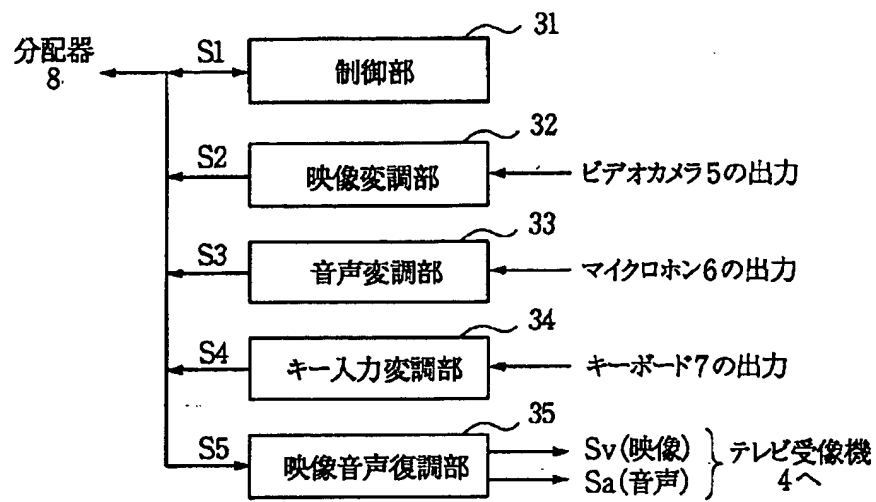 31
分配器
8
S1
制御部
32
S2
映像変調部
ビデオカメラ5の出力
33
S3
音声変調部
マイクロホン6の出力
34
S4
キー入力変調部
キーボード7の出力
35
S5
映像音声復調部
Sv(映像)
Sa(音声)
テレビ受像機
4へ